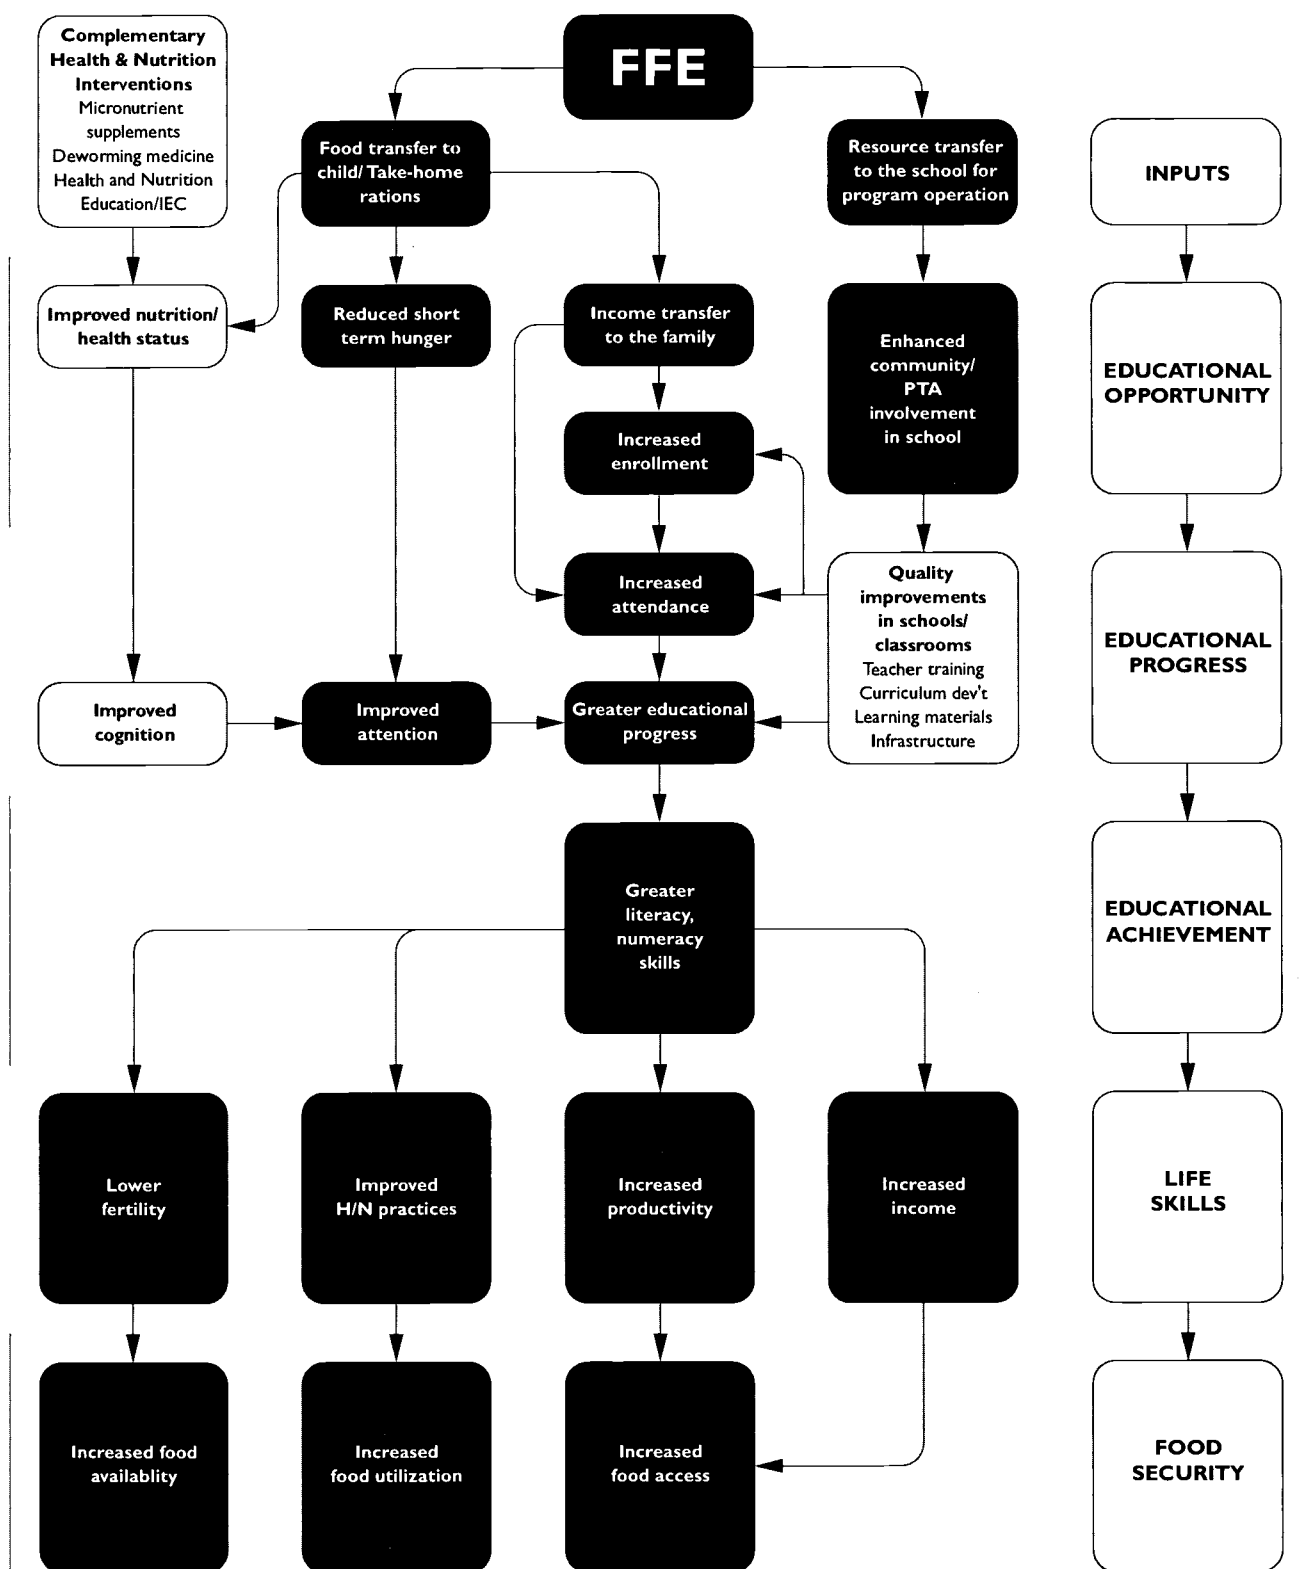 Complementary
Health & Nutrition
Interventions
Micronutrient
supplements
Deworming medicine
Health and Nutrition
Education/IEC
FFE
Food transfer to
child/ Take-home
rations
Resource transfer
to the school for
program operation
INPUTS
Improved nutrition/
health status
Reduced short
term hunger
Income transfer
to the family
Enhanced
community/
PTA
involvement
in school
EDUCATIONAL
OPPORTUNITY
Increased
enrollment
Increased
attendance
Quality
improvements
in schools/
classrooms
Teacher training
Curriculum dev't
Learning materials
Infrastructure
EDUCATIONAL
PROGRESS
Improved
cognition
Improved
attention
Greater educational
progress
Greater
literacy,
numeracy
skills
EDUCATIONAL
ACHIEVEMENT
Lower
fertility
Improved
H/N practices
Increased
productivity
Increased
income
LIFE
SKILLS
Increased food
availablity
Increased
food utilization
Increased
food access
FOOD
SECURITY